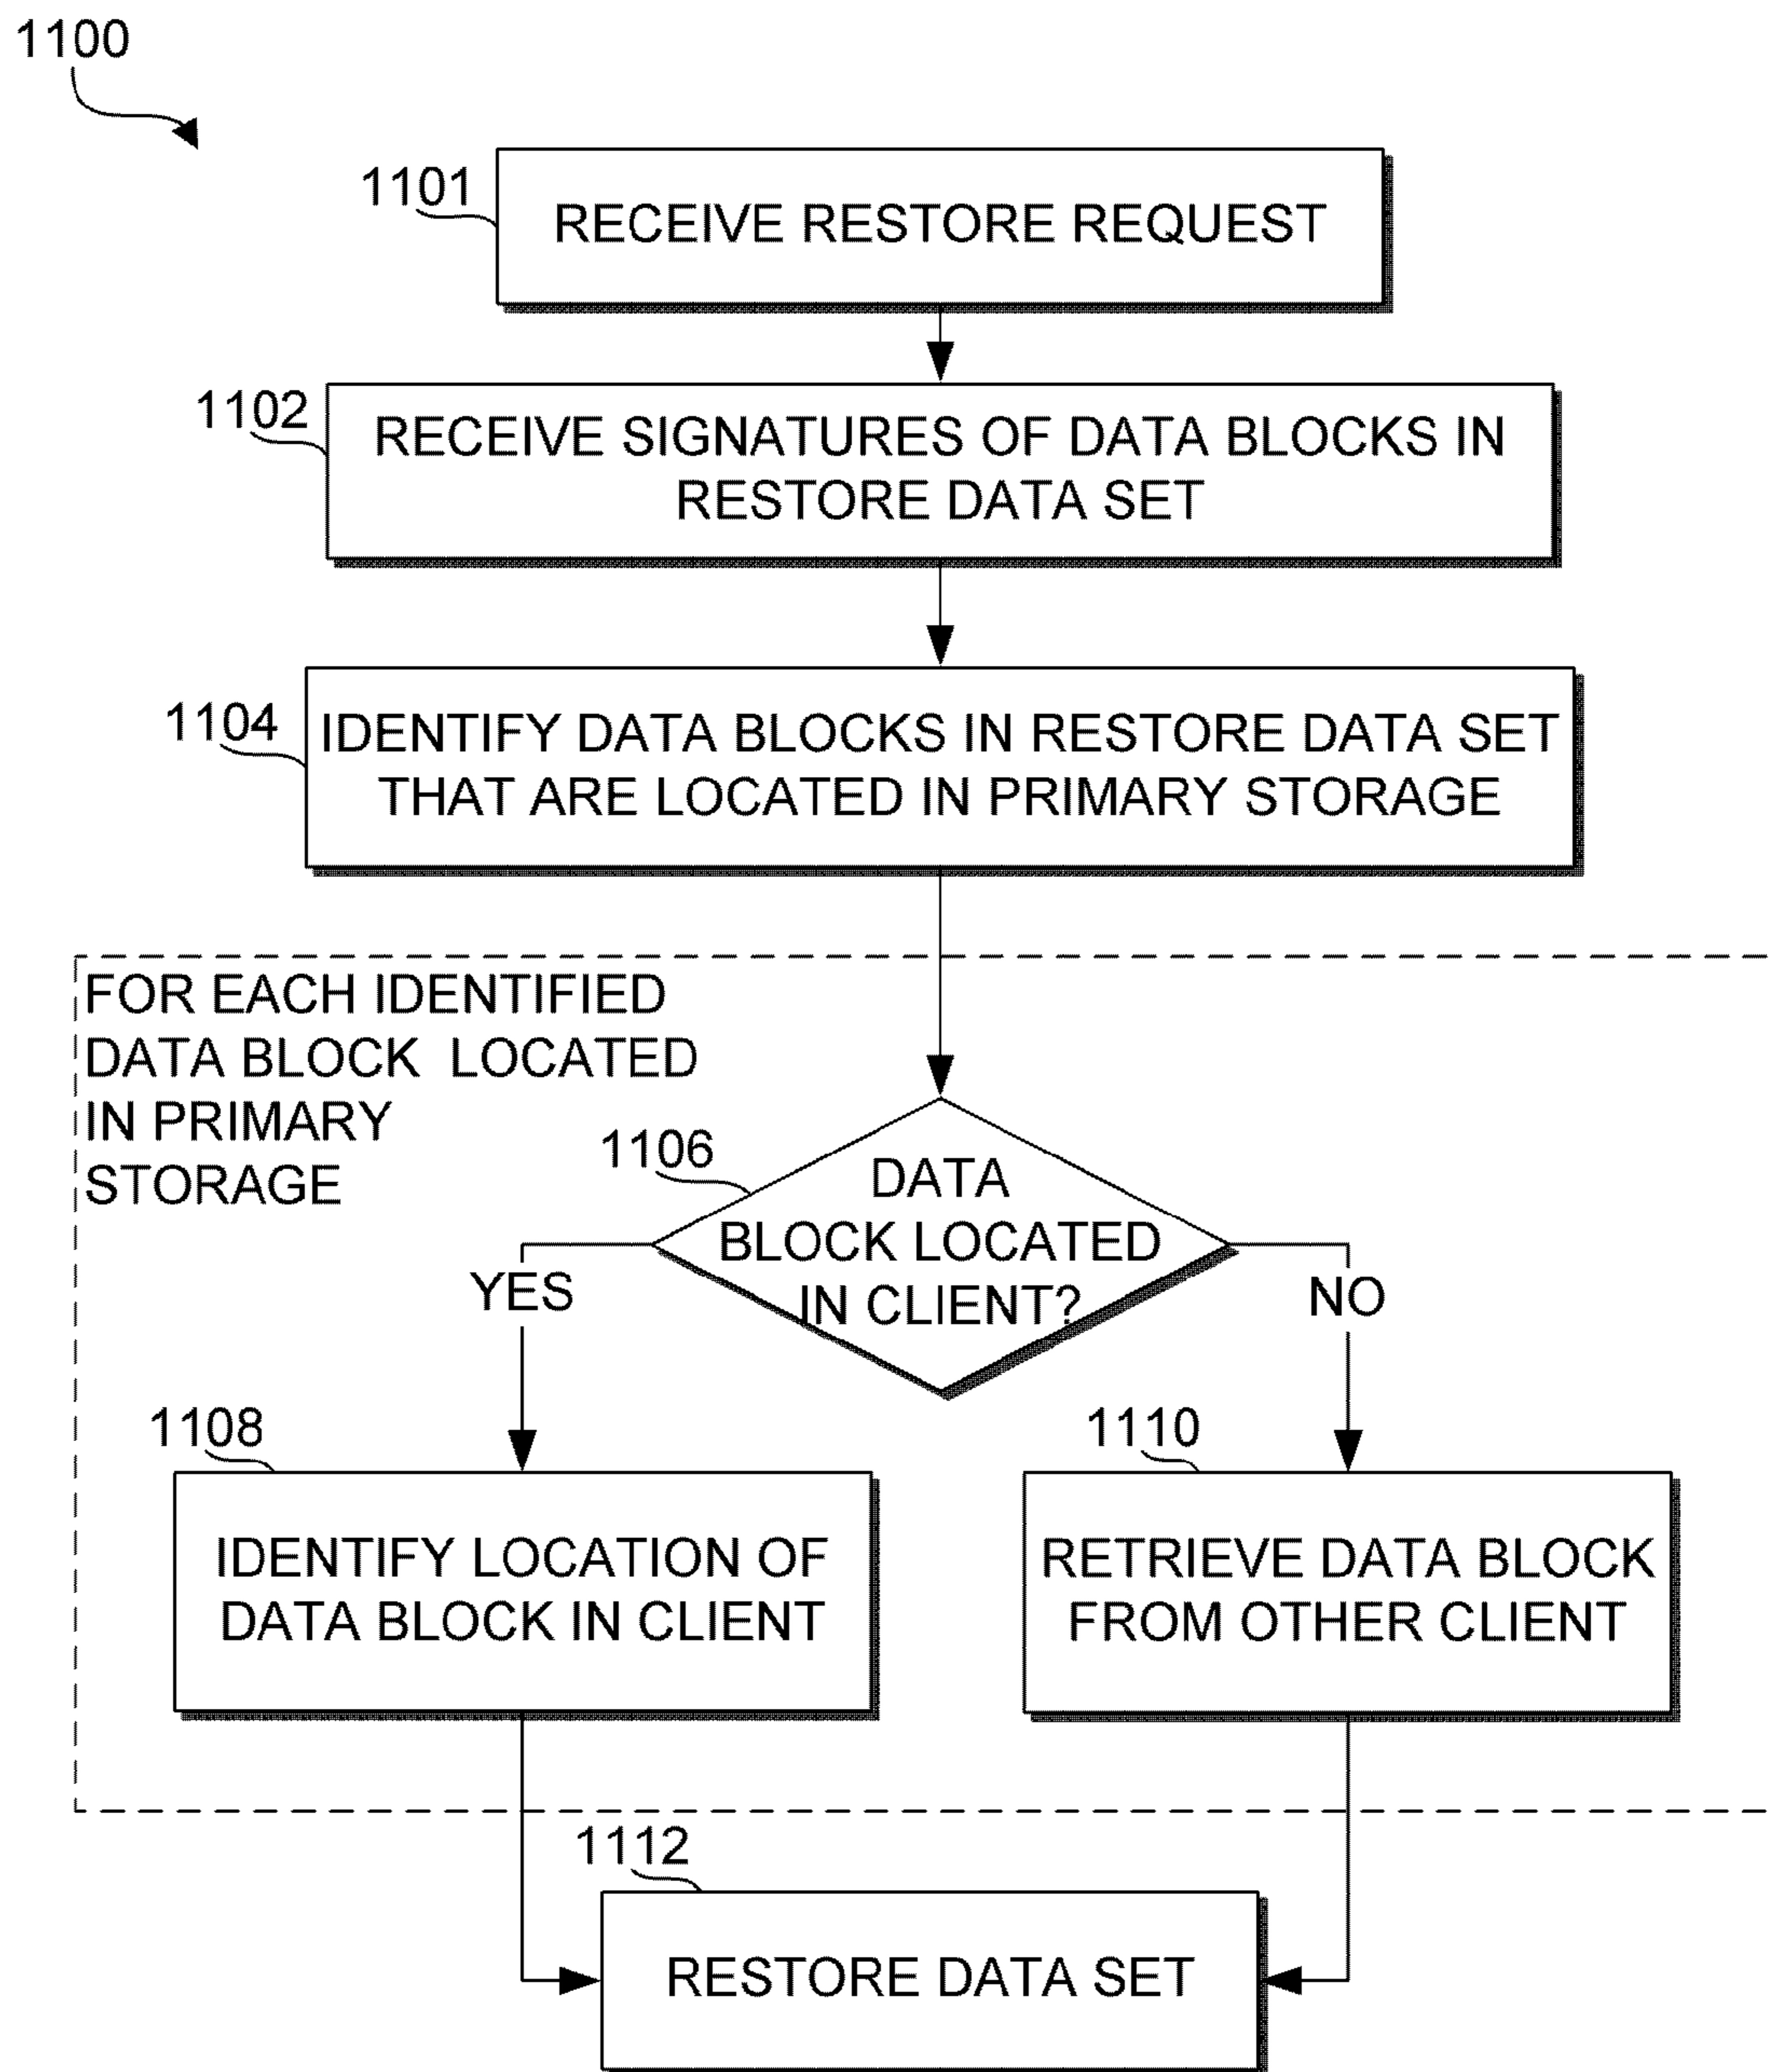 1100
1101
RECEIVE RESTORE REQUEST
1102
RECEIVE SIGNATURES OF DATA BLOCKS IN
RESTORE DATA SET
1104
IDENTIFY DATA BLOCKS IN RESTORE DATA SET
THAT ARE LOCATED IN PRIMARY STORAGE
FOR EACH IDENTIFIED
DATA BLOCK LOCATED
IN PRIMARY
STORAGE
1106
DATA
BLOCK LOCATED
IN CLIENT?
YES
NO
1108
IDENTIFY LOCATION OF
DATA BLOCK IN CLIENT
1110
RETRIEVE DATA BLOCK
FROM OTHER CLIENT
1112
RESTORE DATA SET